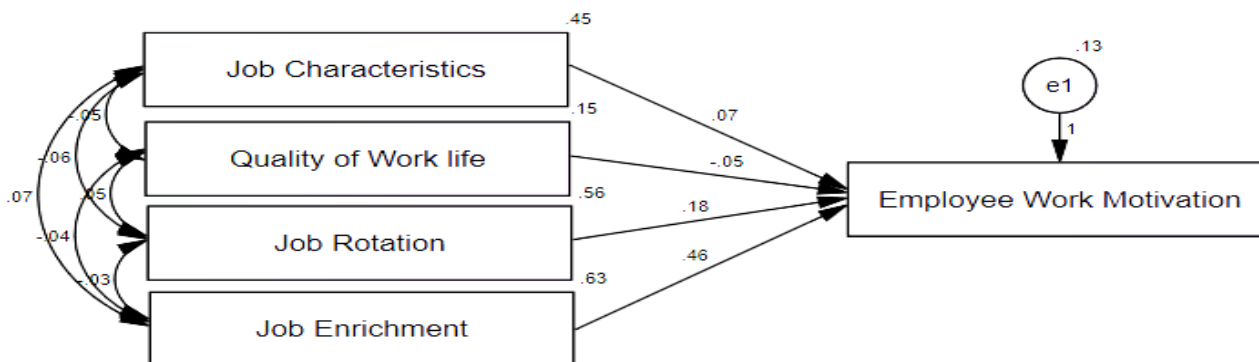 .45
Job Characteristics
.13
e1
-.05
.15
.07
1
Quality of Work life
-.06
-.05
.07
.05
.56
Employee Work Motivation
.18
Job Rotation
-.04
.46
-.03
.63
Job Enrichment